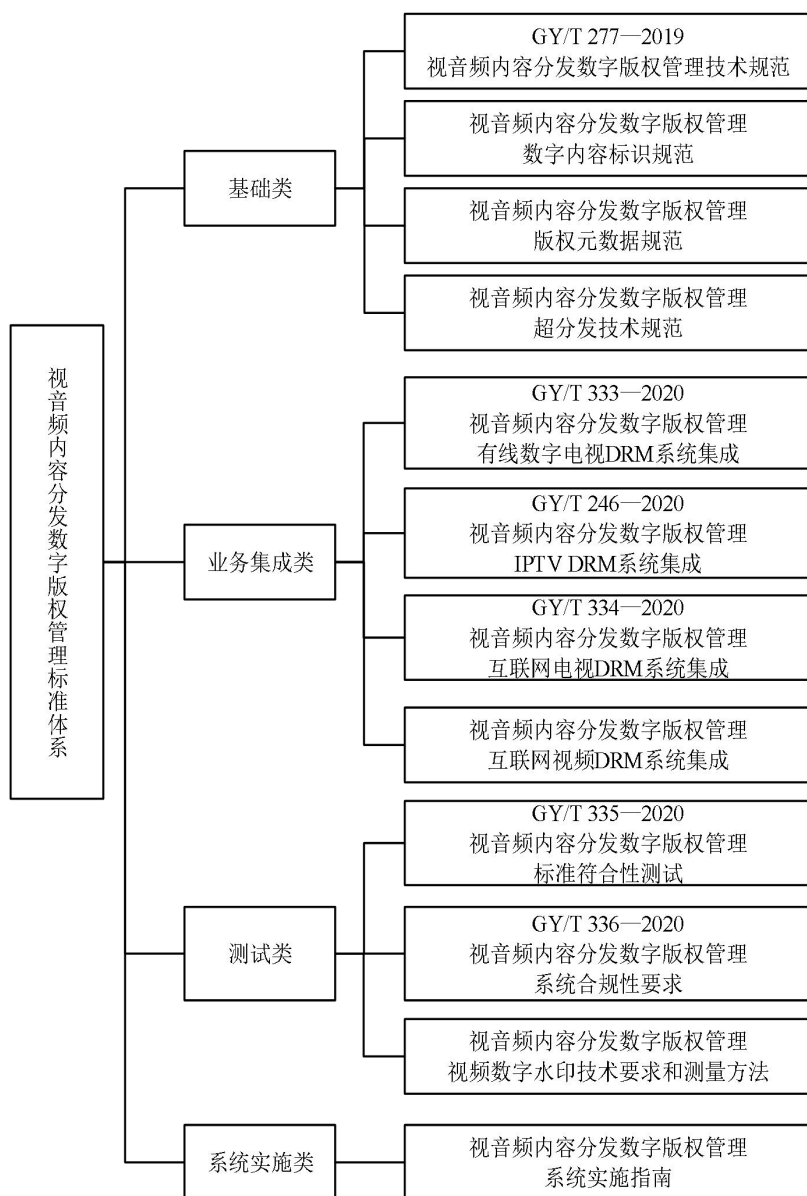 视音频内容分发数字版权管理标准体系
基础类
GY/T 277—2019
视音频内容分发数字版权管理技术规范
视音频内容分发数字版权管理
数字内容标识规范
视音频内容分发数字版权管理
版权元数据规范
视音频内容分发数字版权管理
超分发技术规范
业务集成类
GY/T 333—2020
视音频内容分发数字版权管理
有线数字电视DRM系统集成
GY/T 246—2020
视音频内容分发数字版权管理
IPTV DRM系统集成
GY/T 334—2020
视音频内容分发数字版权管理
互联网电视DRM系统集成
视音频内容分发数字版权管理
互联网视频DRM系统集成
测试类
GY/T 335—2020
视音频内容分发数字版权管理
标准符合性测试
GY/T 336—2020
视音频内容分发数字版权管理
系统合规性要求
视音频内容分发数字版权管理
视频数字水印技术要求和测量方法
系统实施类
视音频内容分发数字版权管理
系统实施指南